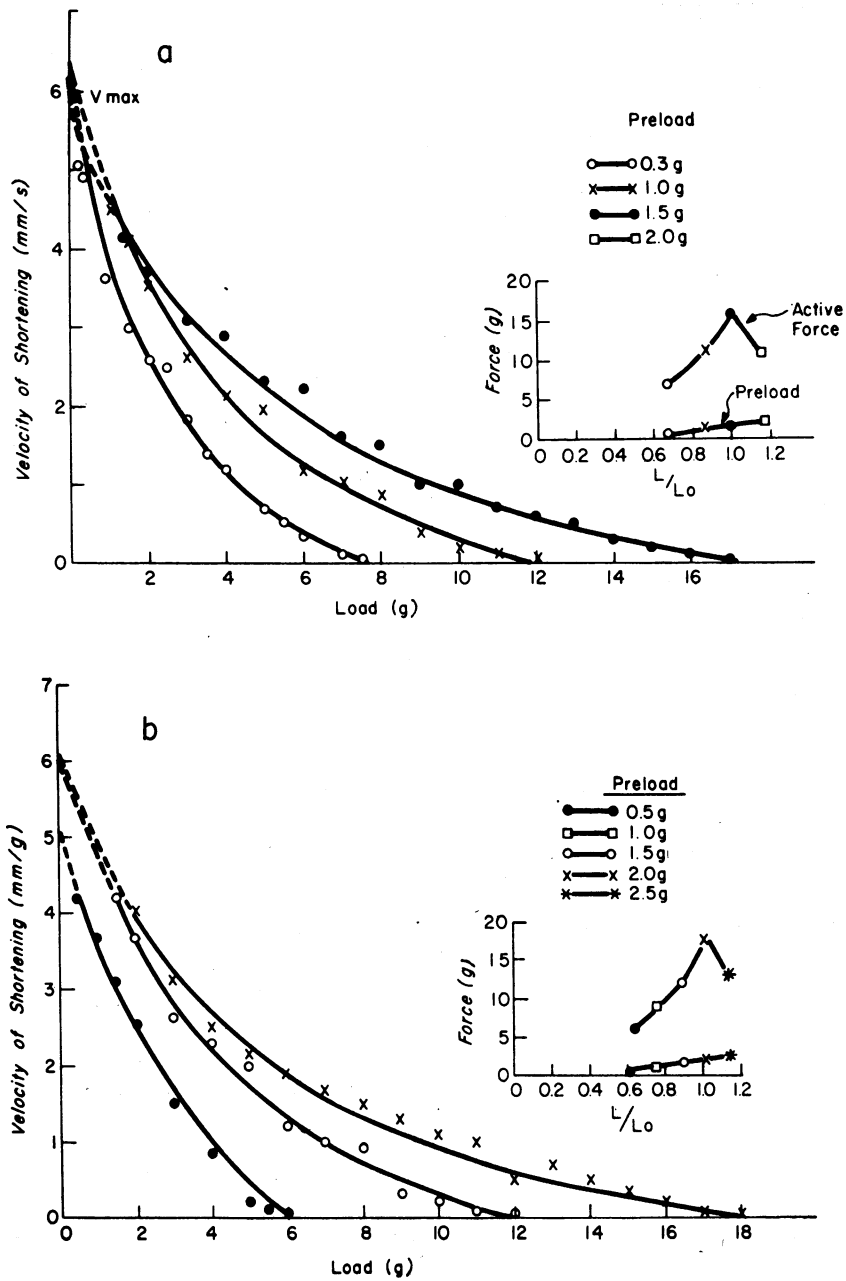 a
6
V max
4
2
0
Velocity of Shortening (mm/s)
2 4 6 8 10 12 14 16
Load (g)
Preload
0.3 g
1.0 g
1.5 g
2.0 g
20
15
10
5
0
Force (g)
Active
Force
Preload
0 0.2 0.4 0.6 0.8 1.0 1.2
L/Lo
b
7
6
5
4
3
2
1
0
Velocity of Shortening (mm/g)
0 2 4 6 8 10 12 14 16 18
Load (g)
Preload
0.5 g
1.0 g
1.5 g
2.0 g
2.5 g
20
15
10
5
0
Force (g)
0 0.2 0.4 0.6 0.8 1.0 1.2
L/Lo